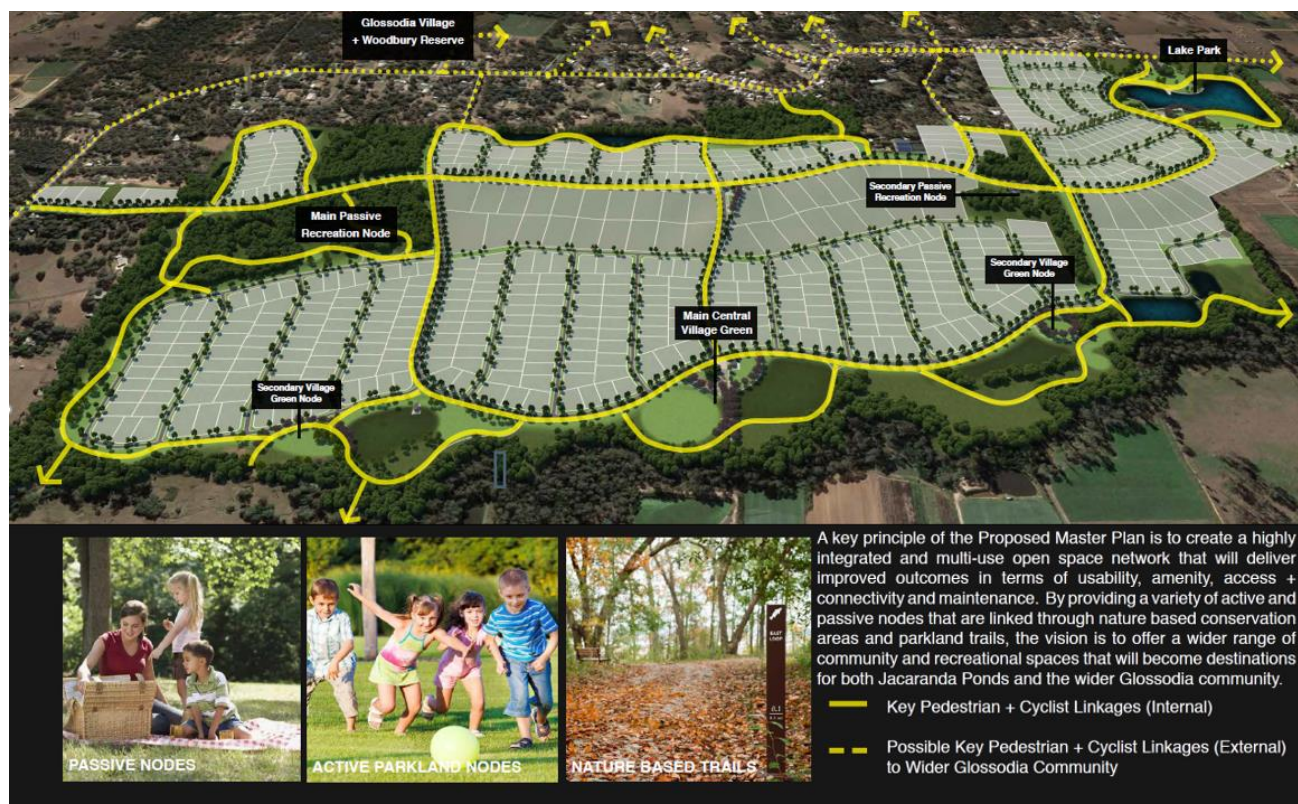 Glossodia Village
+ Woodbury Reserve
Lake Park
Main Passive
Recreation Node
Secondary Passive
Recreation Node
Secondary Village
Green Node
Main Central
Village Green
Secondary Village
Green Node
PASSIVE NODES
ACTIVE PARKLAND NODES
NATURE BASED TRAILS
EAST
LOOP
0.1
A key principle of the Proposed Master Plan is to create a highly
integrated and multi-use open space network that will deliver
improved outcomes in terms of usability, amenity, access +
connectivity and maintenance. By providing a variety of active and
passive nodes that are linked through nature based conservation
areas and parkland trails, the vision is to offer a wider range of
community and recreational spaces that will become destinations
for both Jacaranda Ponds and the wider Glossodia community.
Key Pedestrian + Cyclist Linkages (Internal)
Possible Key Pedestrian + Cyclist Linkages (External)
to Wider Glossodia Community